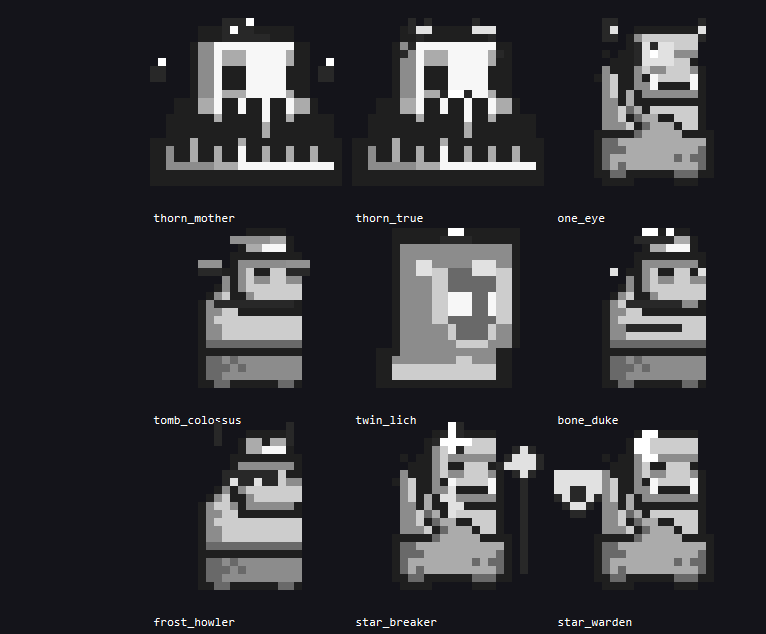 thorn_mother
thorn_true
one_eye
tomb_colossus
twin_lich
bone_duke
frost_howler
star_breaker
star_warden